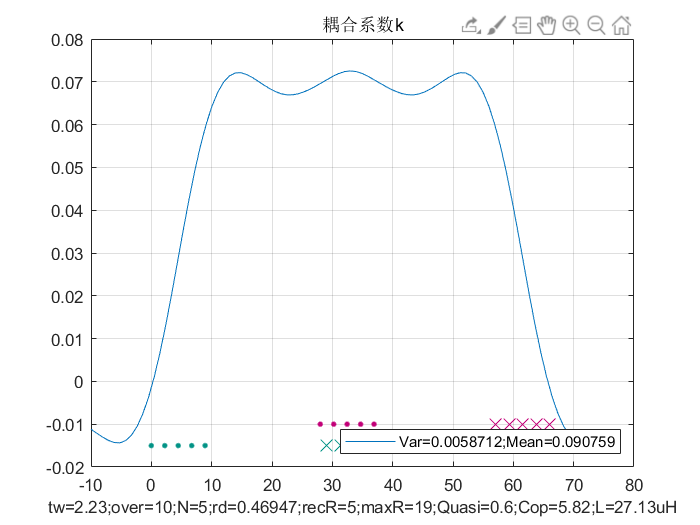 耦合系数k
0.08
0.07
0.06
0.05
0.04
0.03
0.02
0.01
0
-0.01
-0.02
Var=0.0058712;Mean=0.090759
-10 0 10 20 30 40 50 60 70 80
tw=2.23;over=10;N=5;rd=0.46947;recR=5;maxR=19;Quasi=0.6;Cop=5.82;L=27.13uH